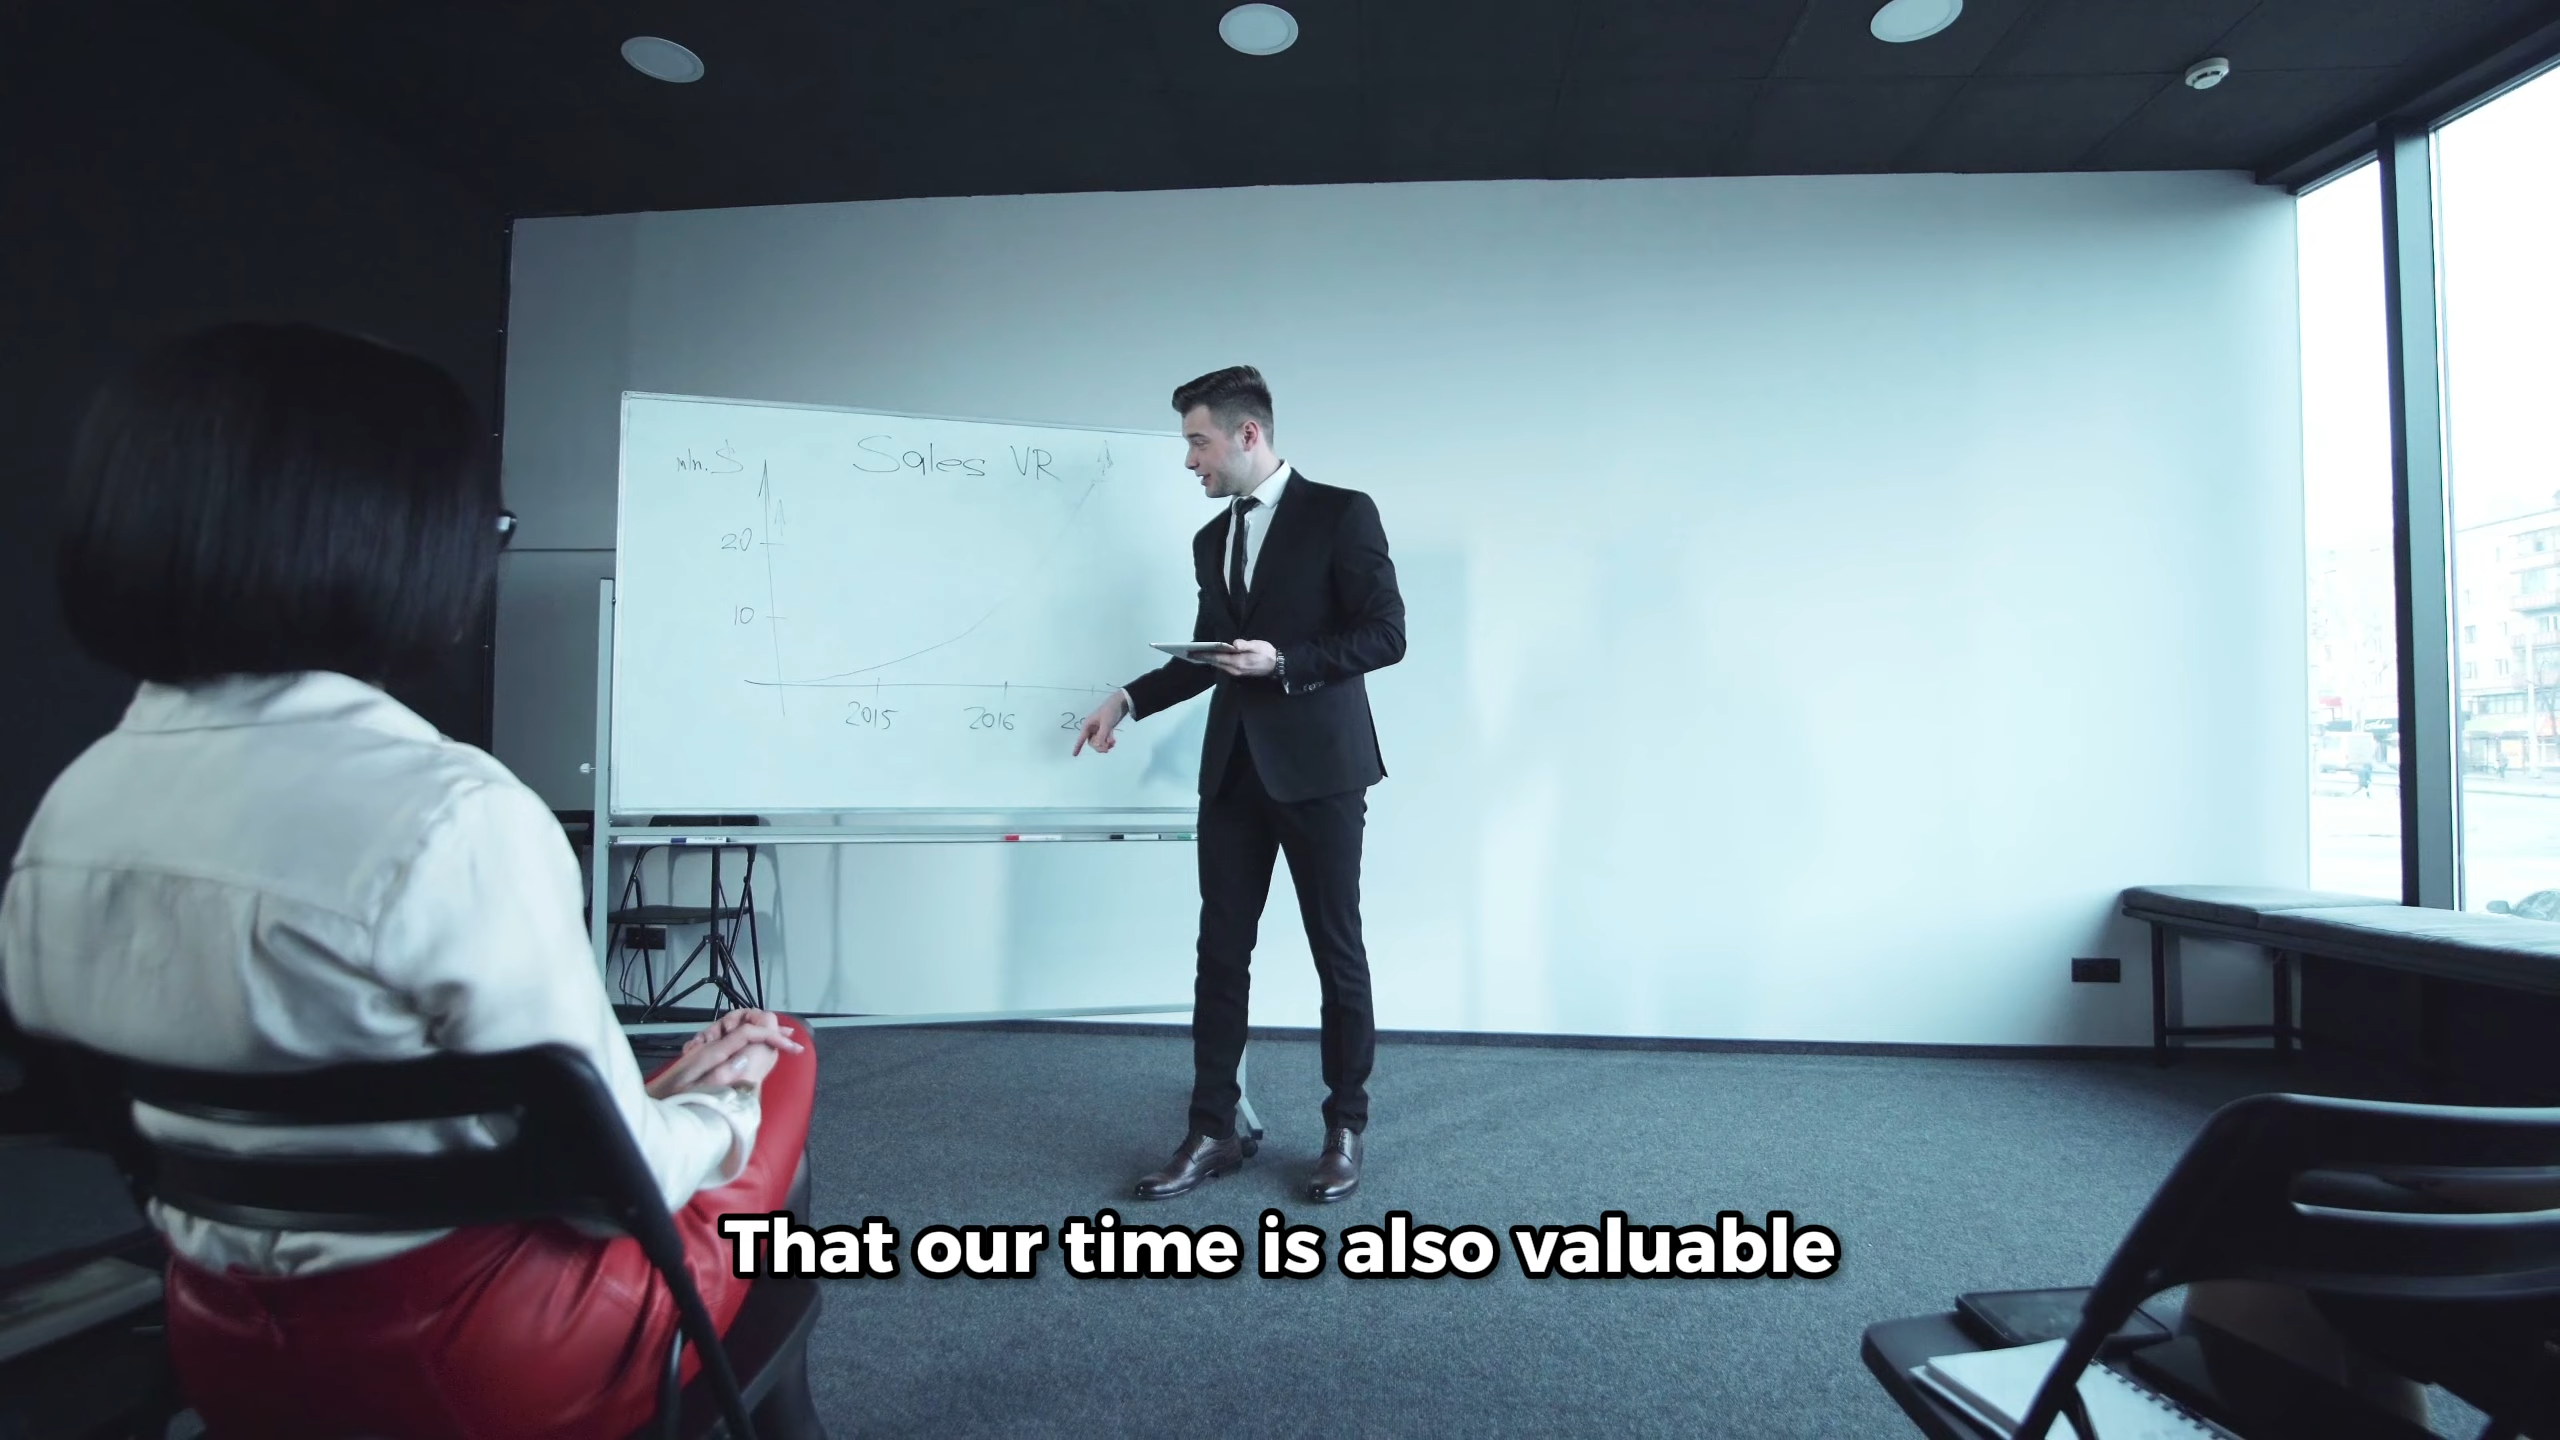 Sales VR
mln. $
20
10
2015 2016
That our time is also valuable